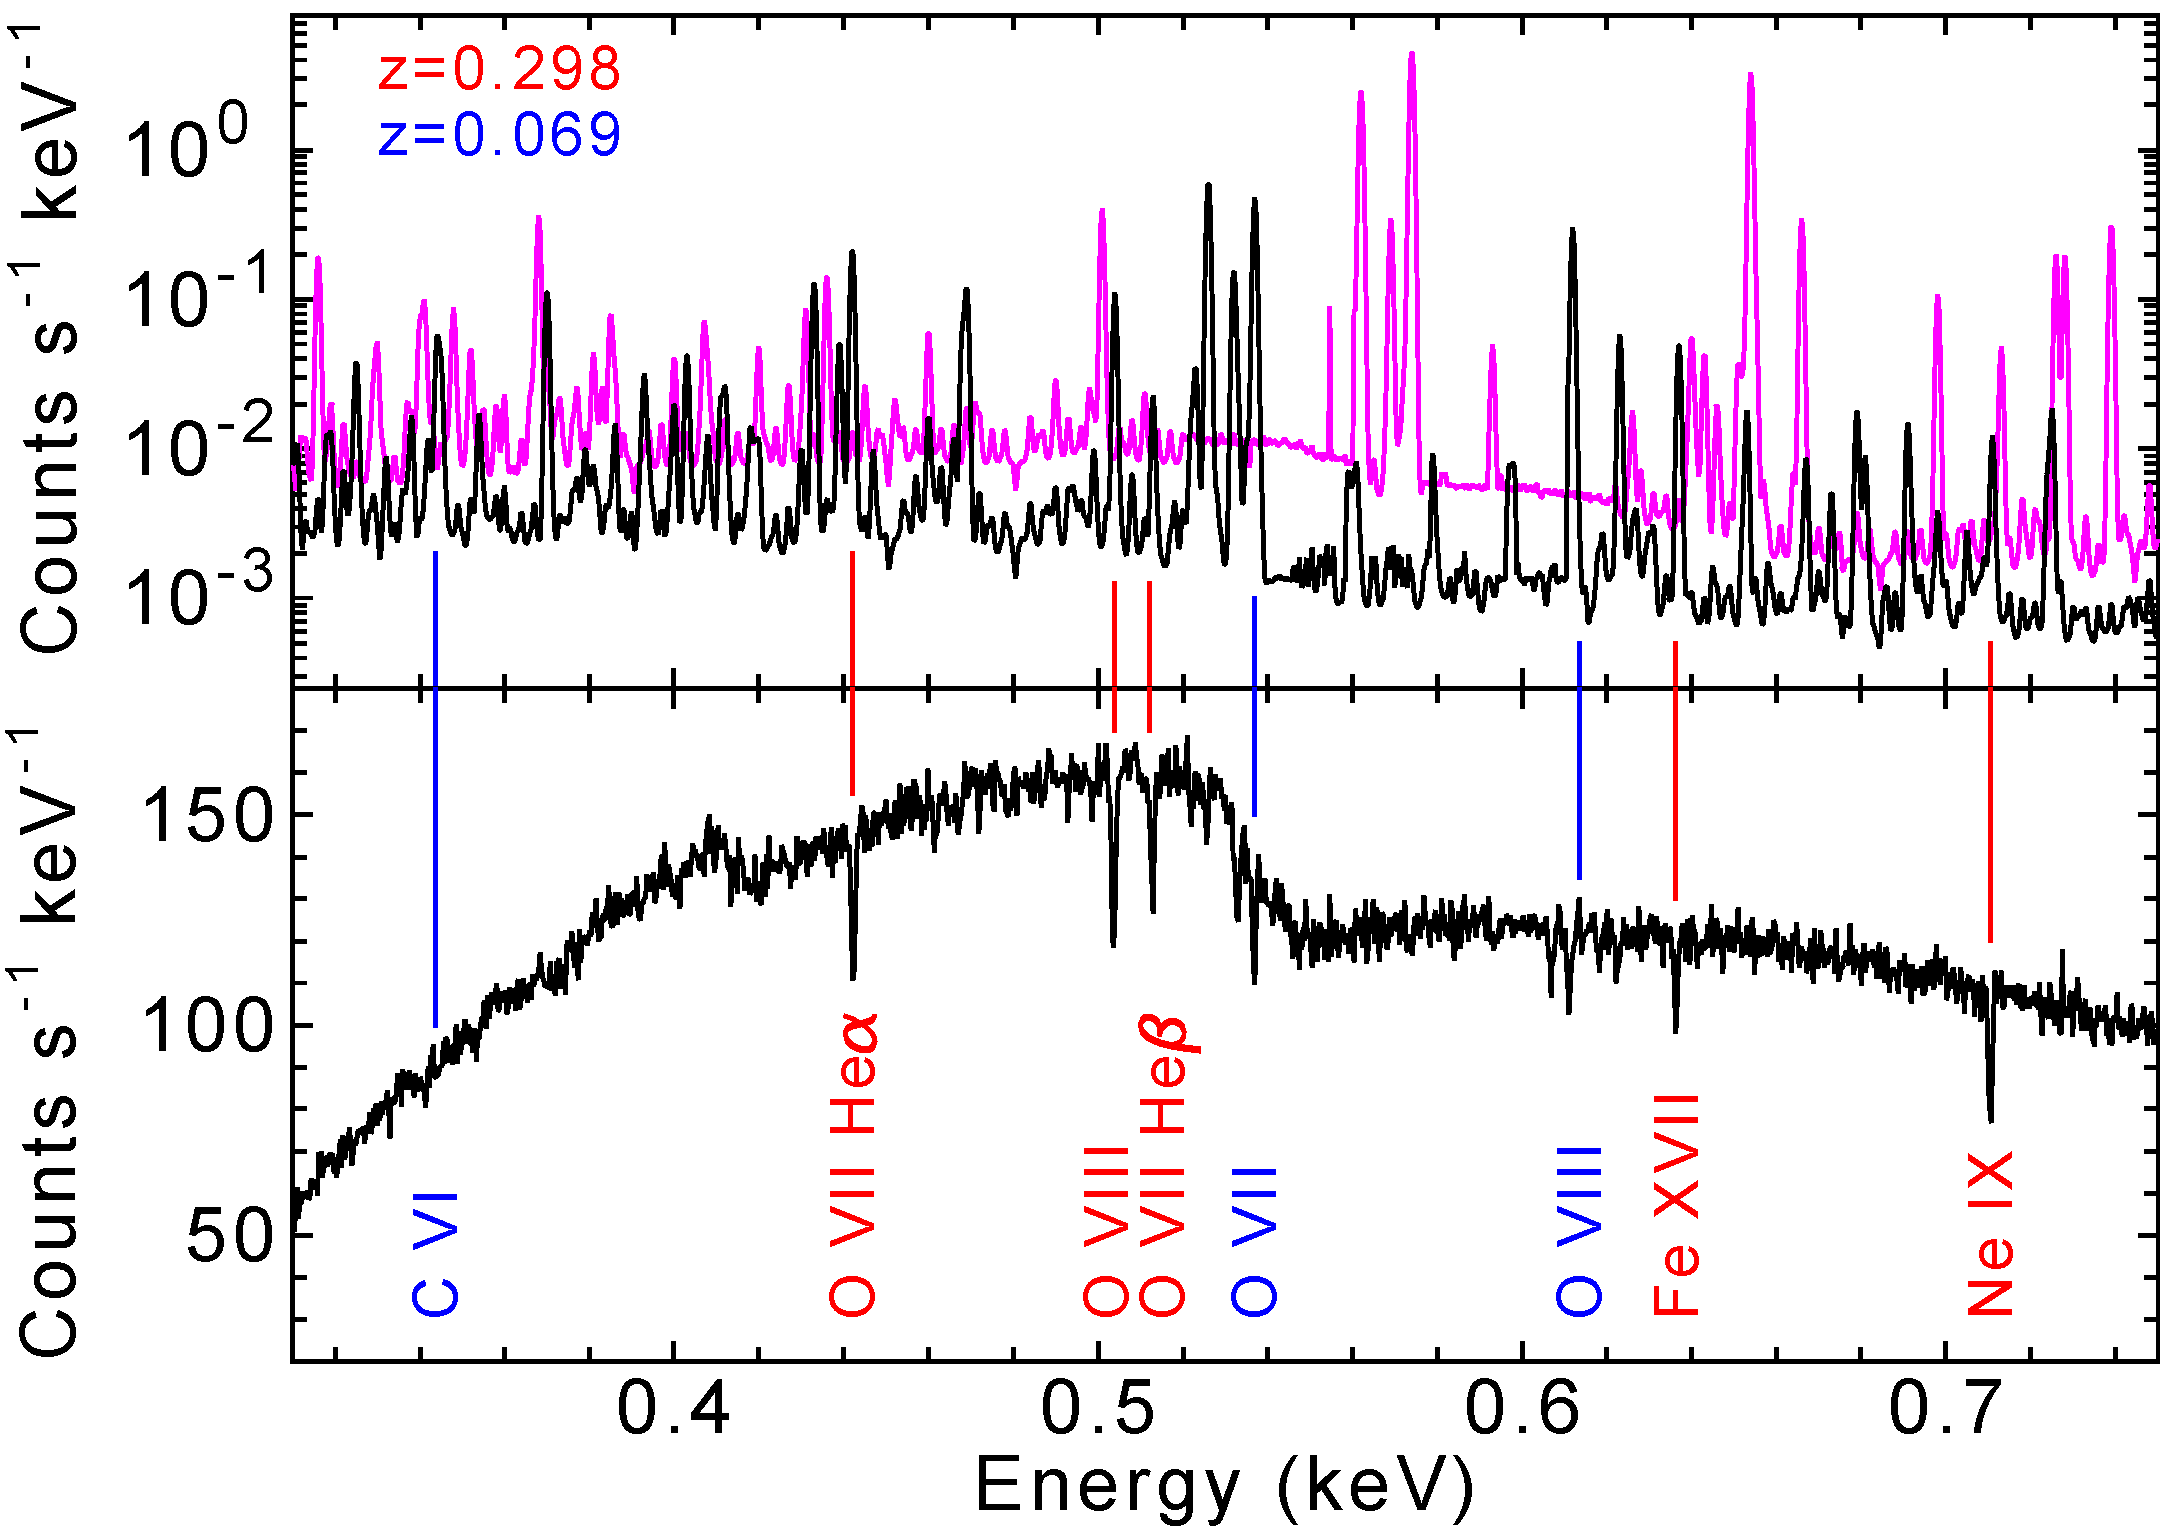 z=0.298
z=0.069
Counts s⁻¹ keV⁻¹
10⁰
10⁻¹
10⁻²
10⁻³
Counts s⁻¹ keV⁻¹
150
100
50
C VI
O VII Heα
O VIII
O VII Heβ
O VII
O VIII
Fe XVII
Ne IX
0.4 0.5 0.6 0.7
Energy (keV)